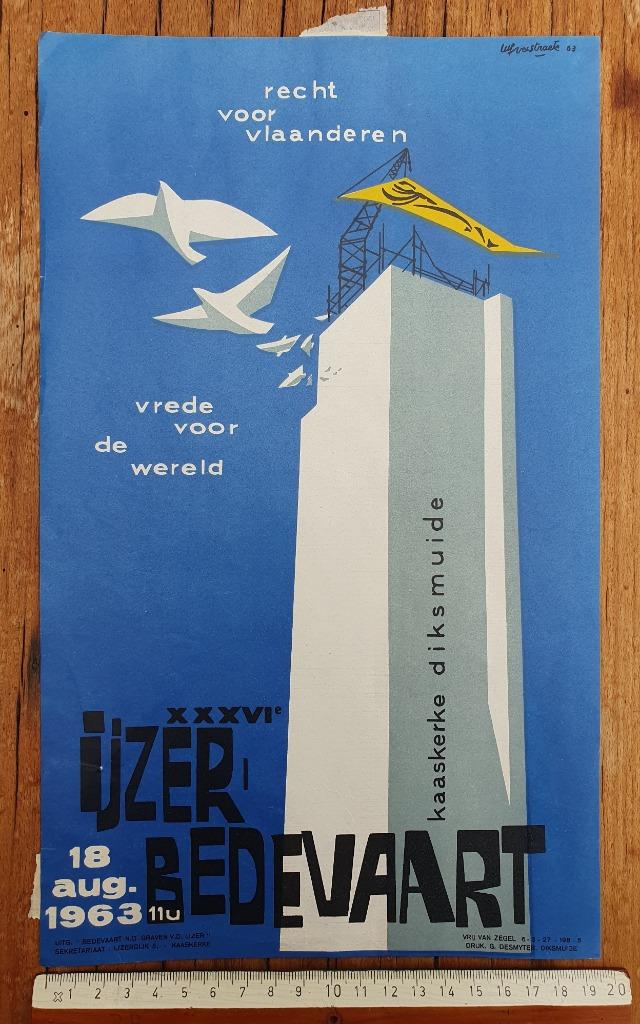 recht
voor
vlaanderen
vrede
voor
de
wereld
kaaskerke diksmuide
XXXVIe
IJZER
BEDEVAART
18
aug.
1963 11u
UITG. "BEDEVAART N.D. GRAVEN V.D. IJZER"
SEKRETARIAAT - IJZERDIJK - KAASKERKE
VRIJ VAN ZEGEL
DRUK. G. DESMYTER, DIKSMUIDE
1 2 3 4 5 6 7 8 9 10 11 12 13 14 15 16 17 18 19 20